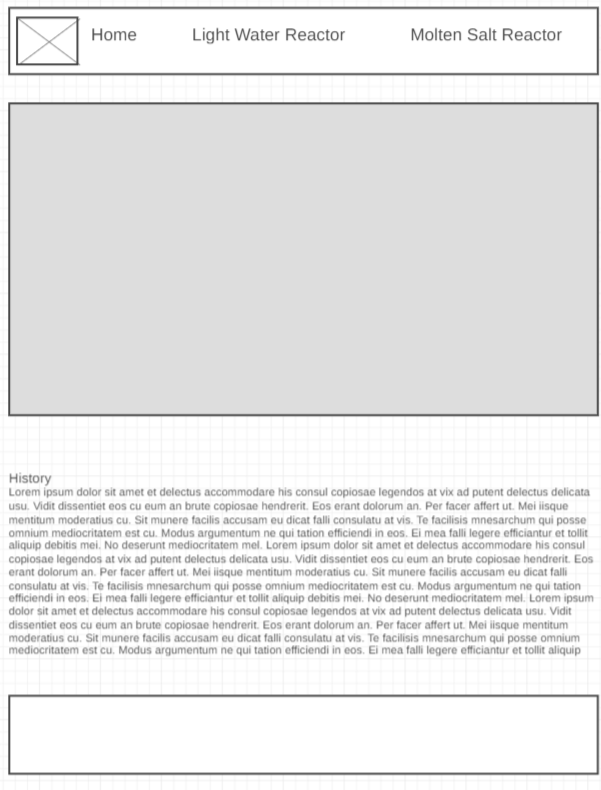 Home Light Water Reactor Molten Salt Reactor
History
Lorem ipsum dolor sit amet et delectus accommodare his consul copiosae legendos at vix ad putent delectus delicata
usu. Vidit dissentiet eos cu eum an brute copiosae hendrerit. Eos erant dolorum an. Per facer affert ut. Mei iisque
mentitum moderatius cu. Sit munere facilis accusam eu dicat falli consulatu at vis. Te facilisis mnesarchum qui posse
omnium mediocritatem est cu. Modus argumentum ne qui tation efficiendi in eos. Ei mea falli legere efficiantur et tollit
aliquip debitis mei. No deserunt mediocritatem mel. Lorem ipsum dolor sit amet et delectus accommodare his consul
copiosae legendos at vix ad putent delectus delicata usu. Vidit dissentiet eos cu eum an brute copiosae hendrerit. Eos
erant dolorum an. Per facer affert ut. Mei iisque mentitum moderatius cu. Sit munere facilis accusam eu dicat falli
consulatu at vis. Te facilisis mnesarchum qui posse omnium mediocritatem est cu. Modus argumentum ne qui tation
efficiendi in eos. Ei mea falli legere efficiantur et tollit aliquip debitis mei. No deserunt mediocritatem mel. Lorem ipsum
dolor sit amet et delectus accommodare his consul copiosae legendos at vix ad putent delectus delicata usu. Vidit
dissentiet eos cu eum an brute copiosae hendrerit. Eos erant dolorum an. Per facer affert ut. Mei iisque mentitum
moderatius cu. Sit munere facilis accusam eu dicat falli consulatu at vis. Te facilisis mnesarchum qui posse omnium
mediocritatem est cu. Modus argumentum ne qui tation efficiendi in eos. Ei mea falli legere efficiantur et tollit aliquip